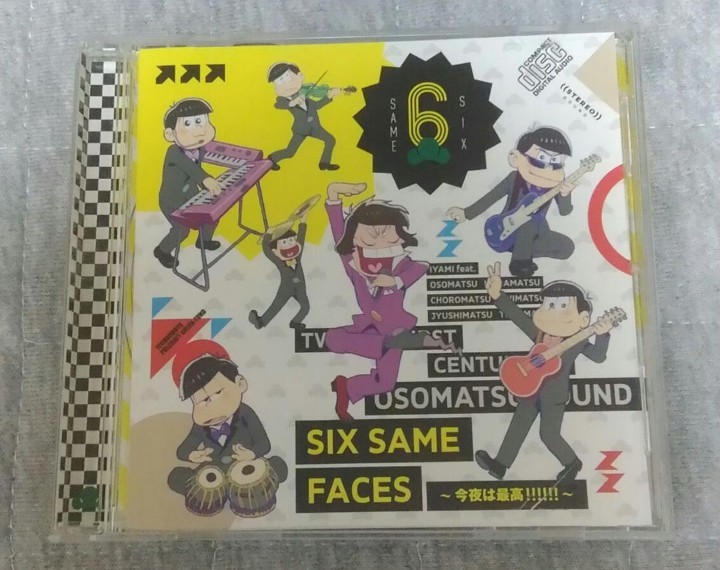 SAME
6
SIX
COMPACT
disc
DIGITAL AUDIO
((STEREO))
SOUND
IYAMI feat.
OSOMATSU
CHOROMATSU
JYUSHIMATSU
TV
CENTU
OSOMATSU
SIX SAME
FACES
~今夜は最高!!!!!!~